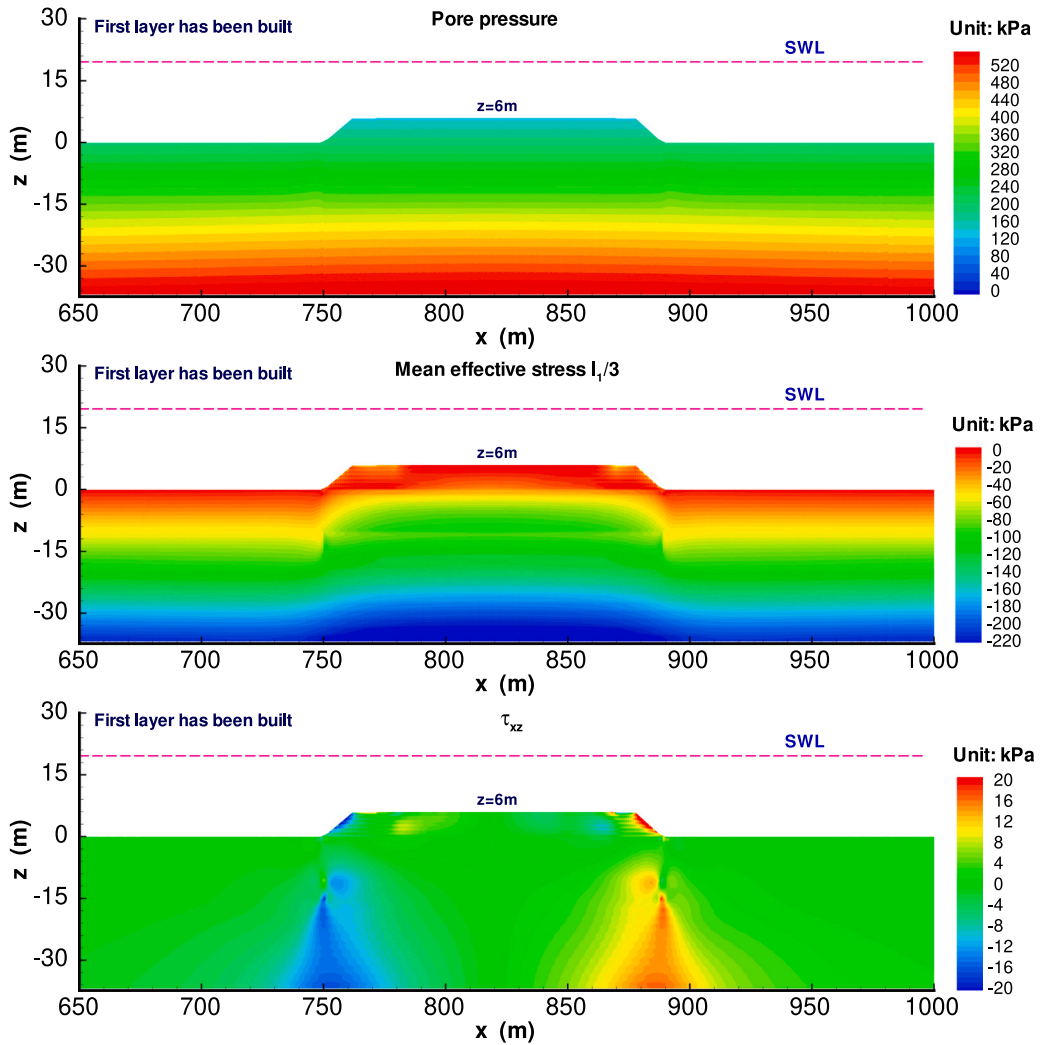 Pore pressure
First layer has been built
Unit: kPa
SWL
z=6m
30
15
0
-15
-30
z (m)
650 700 750 800 850 900 950 1000
x (m)
520
480
440
400
360
320
280
240
200
160
120
80
40
0
Mean effective stress I₁/3
First layer has been built
Unit: kPa
SWL
z=6m
30
15
0
-15
-30
z (m)
650 700 750 800 850 900 950 1000
x (m)
0
-20
-40
-60
-80
-100
-120
-140
-160
-180
-200
-220
τxz
First layer has been built
Unit: kPa
SWL
z=6m
30
15
0
-15
-30
z (m)
650 700 750 800 850 900 950 1000
x (m)
20
16
12
8
4
0
-4
-8
-12
-16
-20